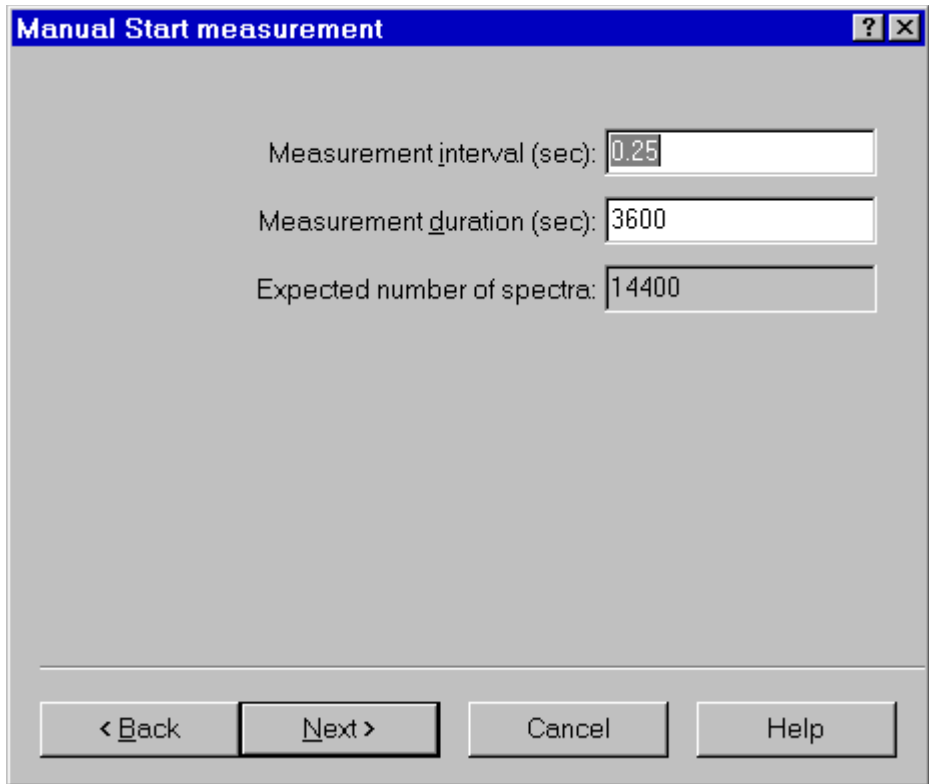 Manual Start measurement
Measurement interval (sec): 0.25
Measurement duration (sec): 3600
Expected number of spectra: 14400
< Back Next > Cancel Help